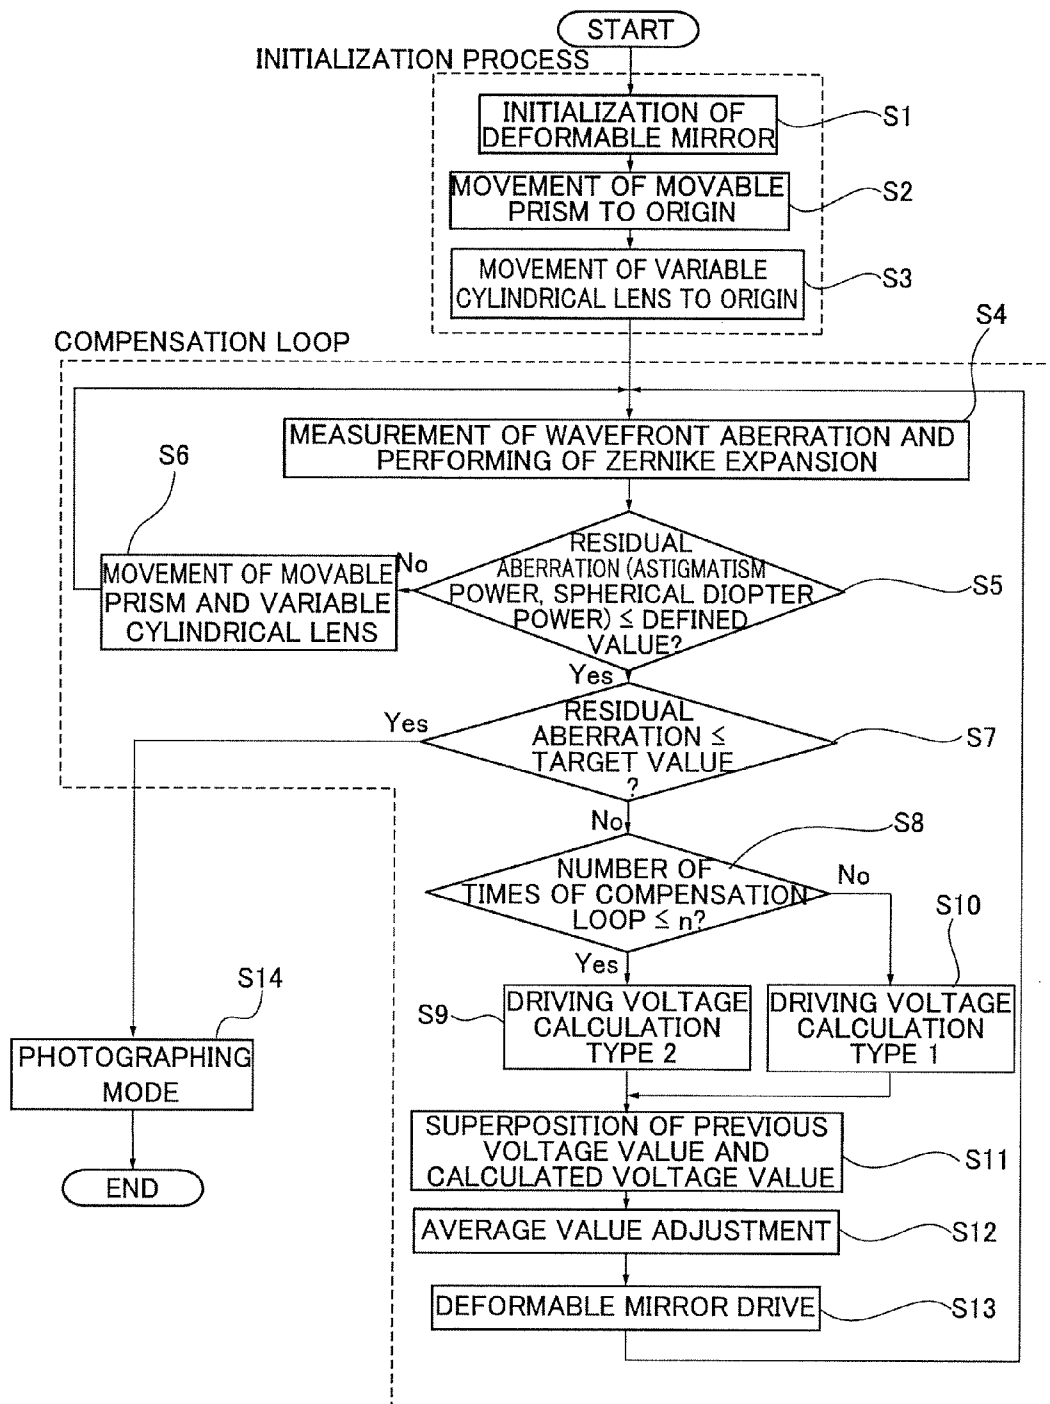 START
INITIALIZATION PROCESS
INITIALIZATION OF
DEFORMABLE MIRROR
S1
MOVEMENT OF MOVABLE
PRISM TO ORIGIN
S2
MOVEMENT OF VARIABLE
CYLINDRICAL LENS TO ORIGIN
S3
COMPENSATION LOOP
S4
MEASUREMENT OF WAVEFRONT ABERRATION AND
PERFORMING OF ZERNIKE EXPANSION
S6
MOVEMENT OF MOVABLE
PRISM AND VARIABLE
CYLINDRICAL LENS
No
RESIDUAL
ABERRATION (ASTIGMATISM
POWER, SPHERICAL DIOPTER
POWER) ≤ DEFINED
VALUE?
S5
Yes
Yes
RESIDUAL
ABERRATION ≤
TARGET VALUE
?
S7
No
S8
NUMBER OF
TIMES OF COMPENSATION
LOOP ≤ n?
No
Yes
S10
S9
DRIVING VOLTAGE
CALCULATION
TYPE 2
DRIVING VOLTAGE
CALCULATION
TYPE 1
S14
PHOTOGRAPHING
MODE
END
SUPERPOSITION OF PREVIOUS
VOLTAGE VALUE AND
CALCULATED VOLTAGE VALUE
S11
AVERAGE VALUE ADJUSTMENT
S12
DEFORMABLE MIRROR DRIVE
S13